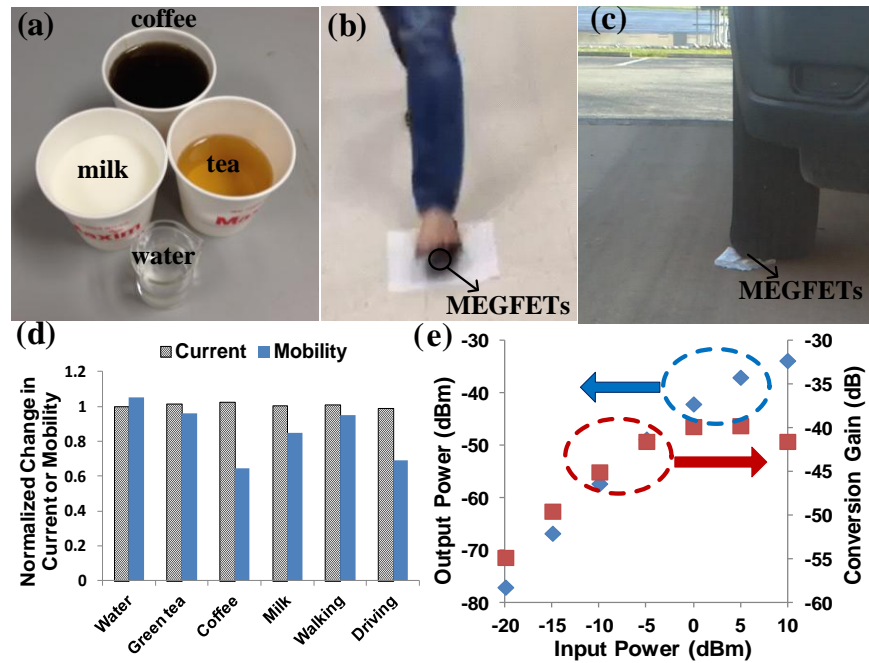 (a)
coffee
milk
tea
water
Maxim
Ma
(b)
MEGFETs
(c)
MEGFETs
(d)
Current
Mobility
Normalized Change in
Current or Mobility
1.2
1
0.8
0.6
0.4
0.2
0
Water
Green tea
Coffee
Milk
Walking
Driving
(e)
Output Power (dBm)
-30
-40
-50
-60
-70
-80
-30
-35
-40
-45
-50
-55
-60
Conversion Gain (dB)
-20 -15 -10 -5 0 5 10
Input Power (dBm)